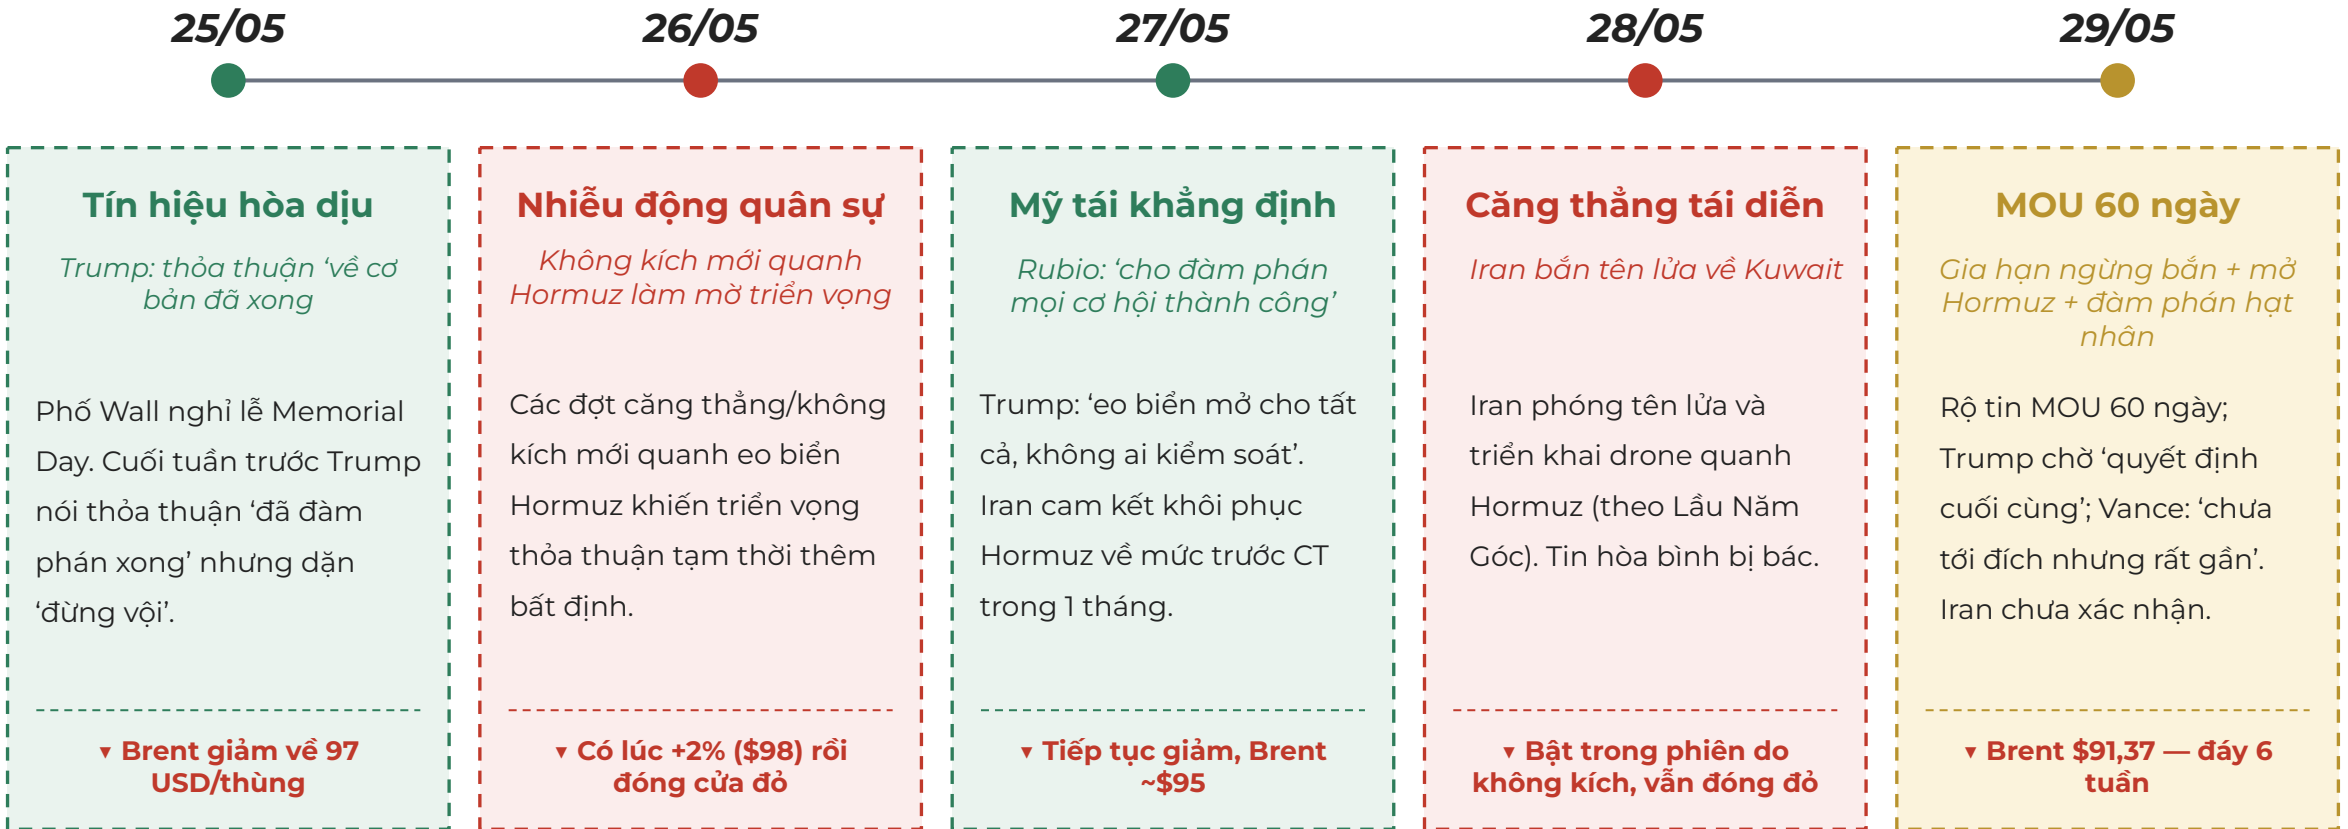 25/05
26/05
27/05
28/05
29/05
Tín hiệu hòa dịu
Trump: thỏa thuận ‘về cơ
bản đã xong
Phố Wall nghỉ lễ Memorial
Day. Cuối tuần trước Trump
nói thỏa thuận ‘đã đàm
phán xong’ nhưng dặn
‘đừng vội’.
▼ Brent giảm về 97
USD/thùng
Nhiễu động quân sự
Không kích mới quanh
Hormuz làm mờ triển vọng
Các đợt căng thẳng/không
kích mới quanh eo biển
Hormuz khiến triển vọng
thỏa thuận tạm thời thêm
bất định.
▼ Có lúc +2% ($98) rồi
đóng cửa đỏ
Mỹ tái khẳng định
Rubio: ‘cho đàm phán
mọi cơ hội thành công’
Trump: ‘eo biển mở cho tất
cả, không ai kiểm soát’.
Iran cam kết khôi phục
Hormuz về mức trước CT
trong 1 tháng.
▼ Tiếp tục giảm, Brent
~$95
Căng thẳng tái diễn
Iran bắn tên lửa về Kuwait
Iran phóng tên lửa và
triển khai drone quanh
Hormuz (theo Lầu Năm
Góc). Tin hòa bình bị bác.
▼ Bật trong phiên do
không kích, vẫn đóng đỏ
MOU 60 ngày
Gia hạn ngừng bắn + mở
Hormuz + đàm phán hạt
nhân
Rộ tin MOU 60 ngày;
Trump chờ ‘quyết định
cuối cùng’; Vance: ‘chưa
tới đích nhưng rất gần’.
Iran chưa xác nhận.
▼ Brent $91,37 — đáy 6
tuần